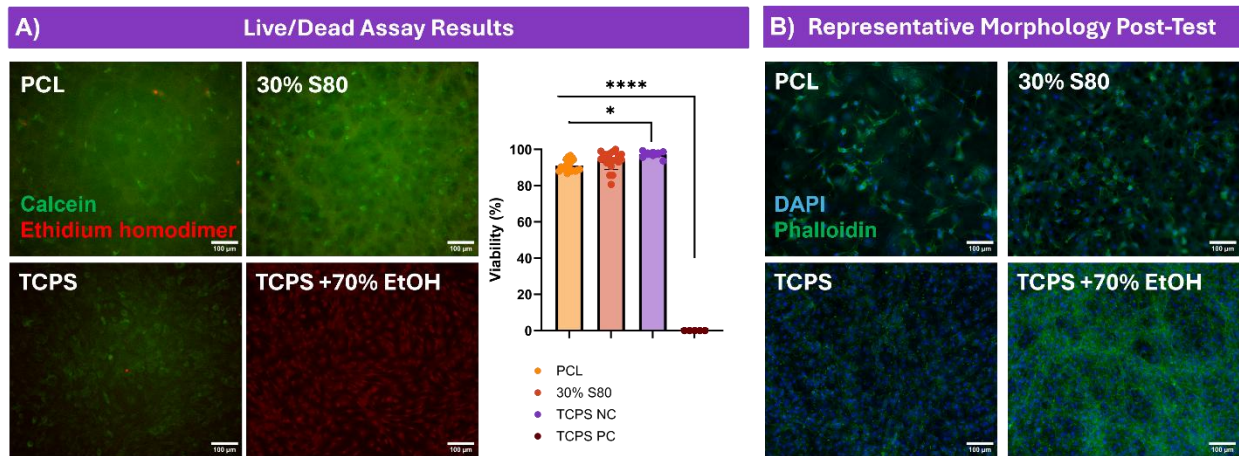 A) Live/Dead Assay Results
PCL
Calcein
Ethidium homodimer
100 µm
30% S80
100 µm
TCPS
100 µm
TCPS +70% EtOH
100 µm
****
*
Viability (%)
100
80
60
40
20
0
PCL
30% S80
TCPS NC
TCPS PC
B) Representative Morphology Post-Test
PCL
DAPI
Phalloidin
100 µm
30% S80
100 µm
TCPS
100 µm
TCPS +70% EtOH
100 µm